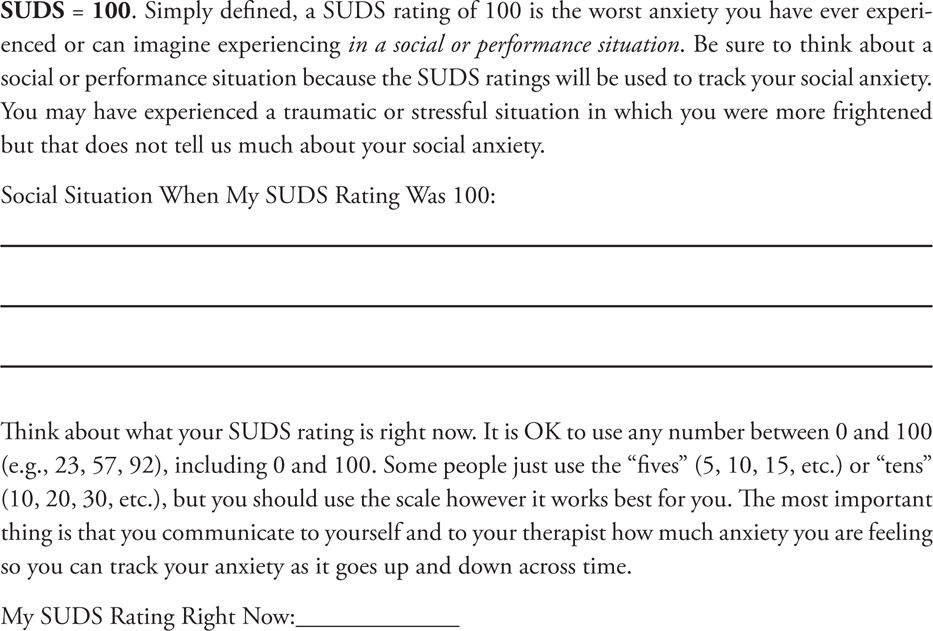 SUDS = 100. Simply defined, a SUDS rating of 100 is the worst anxiety you have ever experi-
enced or can imagine experiencing in a social or performance situation. Be sure to think about a
social or performance situation because the SUDS ratings will be used to track your social anxiety.
You may have experienced a traumatic or stressful situation in which you were more frightened
but that does not tell us much about your social anxiety.
Social Situation When My SUDS Rating Was 100:
Think about what your SUDS rating is right now. It is OK to use any number between 0 and 100
(e.g., 23, 57, 92), including 0 and 100. Some people just use the “fives” (5, 10, 15, etc.) or “tens”
(10, 20, 30, etc.), but you should use the scale however it works best for you. The most important
thing is that you communicate to yourself and to your therapist how much anxiety you are feeling
so you can track your anxiety as it goes up and down across time.
My SUDS Rating Right Now:_____________